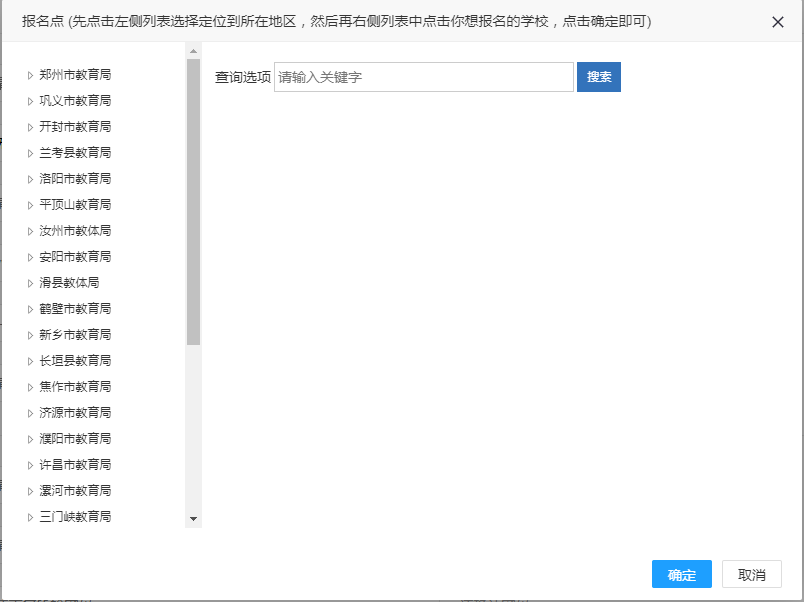 报名点 (先点击左侧列表选择定位到所在地区，然后再右侧列表中点击你想报名的学校，点击确定即可)
郑州市教育局
巩义市教育局
开封市教育局
兰考县教育局
洛阳市教育局
平顶山教育局
汝州市教体局
安阳市教育局
滑县教体局
鹤壁市教育局
新乡市教育局
长垣县教育局
焦作市教育局
济源市教育局
濮阳市教育局
许昌市教育局
漯河市教育局
三门峡教育局
查询选项 请输入关键字 搜索
确定 取消